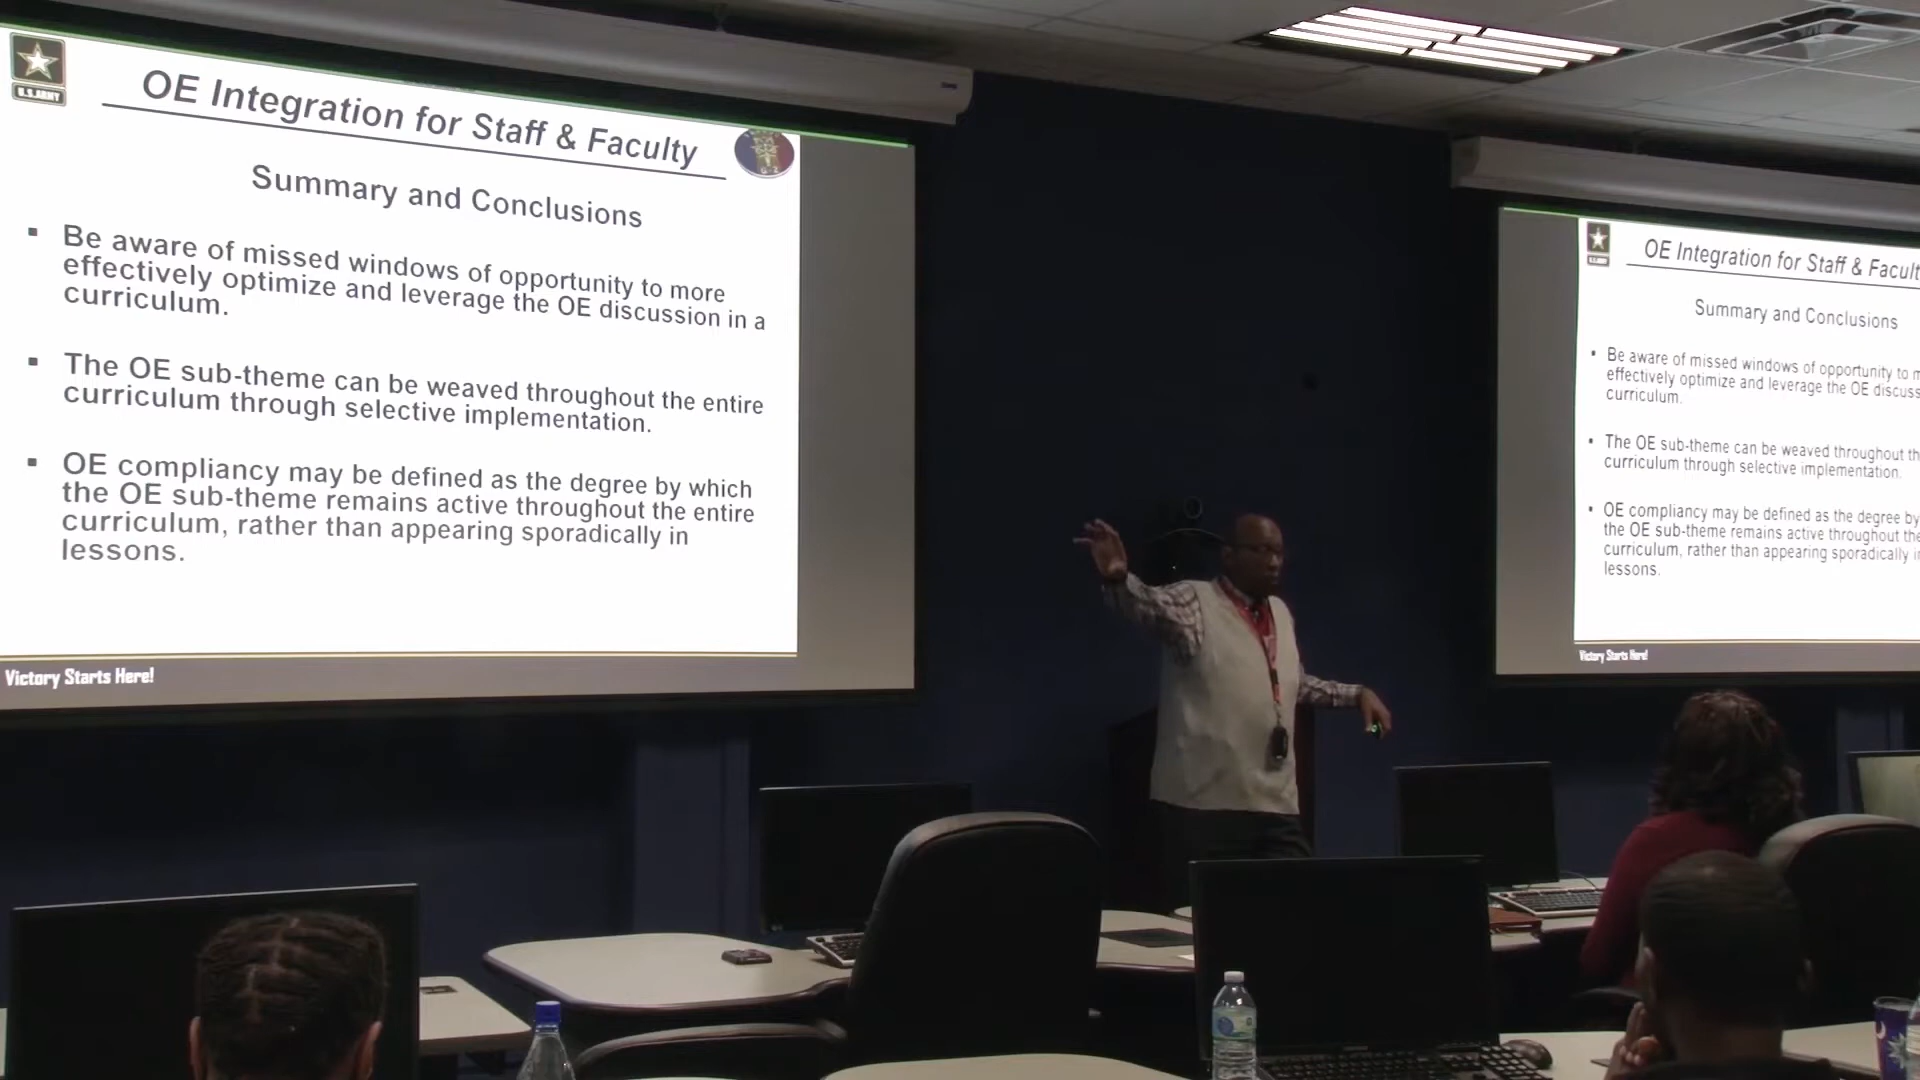 U.S.ARMY
OE Integration for Staff & Faculty
G-2
Summary and Conclusions
▪ Be aware of missed windows of opportunity to more
effectively optimize and leverage the OE discussion in a
curriculum.
▪ The OE sub-theme can be weaved throughout the entire
curriculum through selective implementation.
▪ OE compliancy may be defined as the degree by which
the OE sub-theme remains active throughout the entire
curriculum, rather than appearing sporadically in
lessons.
Victory Starts Here!
OE Integration for Staff & Facult
Summary and Conclusions
• Be aware of missed windows of opportunity to m
effectively optimize and leverage the OE discuss
curriculum.
• The OE sub-theme can be weaved throughout th
curriculum through selective implementation.
• OE compliancy may be defined as the degree by
the OE sub-theme remains active throughout the
curriculum, rather than appearing sporadically i
lessons.
Victory Starts Here!